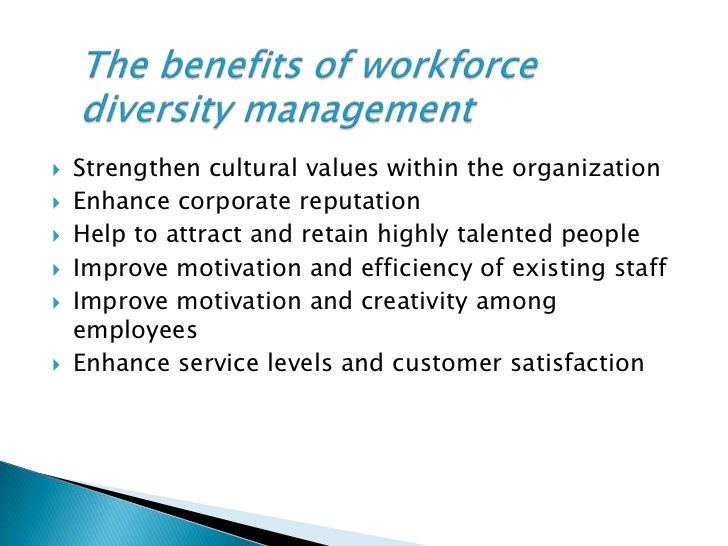 The benefits of workforce
diversity management
Strengthen cultural values within the organization
Enhance corporate reputation
Help to attract and retain highly talented people
Improve motivation and efficiency of existing staff
Improve motivation and creativity among
employees
Enhance service levels and customer satisfaction